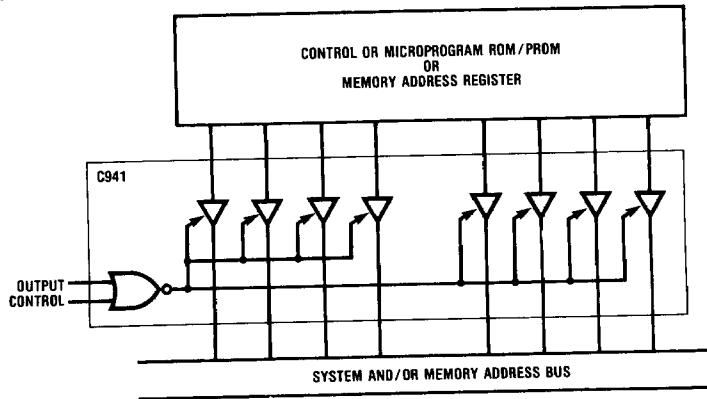 CONTROL OR MICROPROGRAM ROM/PROM
OR
MEMORY ADDRESS REGISTER
C941
OUTPUT
CONTROL
SYSTEM AND/OR MEMORY ADDRESS BUS